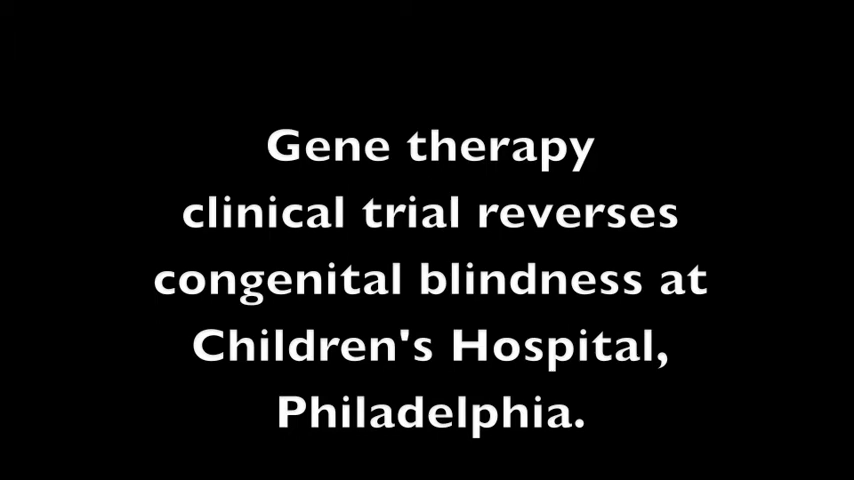 Gene therapy
clinical trial reverses
congenital blindness at
Children's Hospital,
Philadelphia.